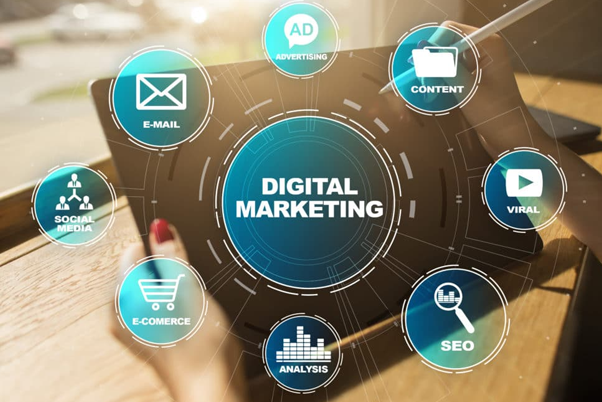 AD
ADVERTISING
CONTENT
E-MAIL
DIGITAL
MARKETING
VIRAL
SOCIAL
MEDIA
E-COMERCE
SEO
ANALYSIS